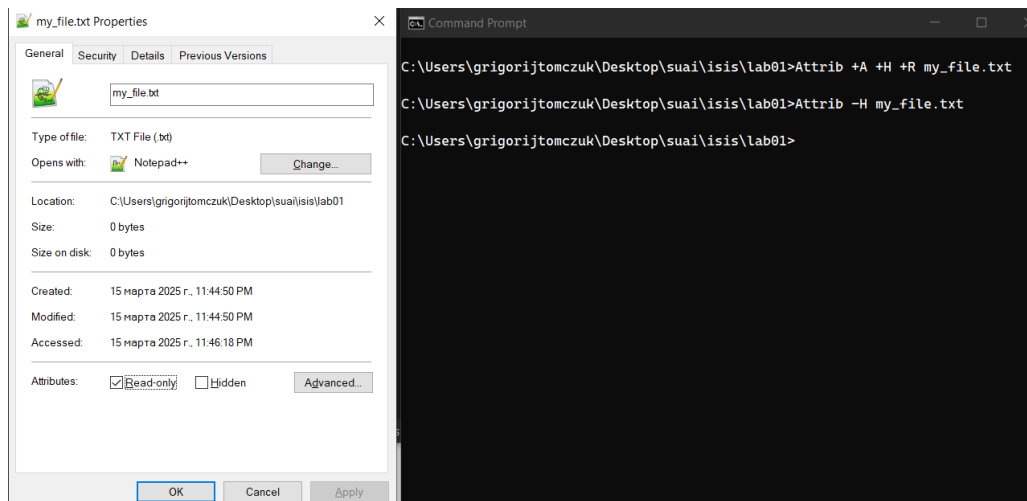 my_file.txt Properties
General Security Details Previous Versions
my_file.txt
Type of file: TXT File (.txt)
Opens with: Notepad++ Change...
Location: C:\Users\grigorijtomczuk\Desktop\suai\isis\lab01
Size: 0 bytes
Size on disk: 0 bytes
Created: 15 марта 2025 г., 11:44:50 PM
Modified: 15 марта 2025 г., 11:44:50 PM
Accessed: 15 марта 2025 г., 11:46:18 PM
Attributes: Read-only Hidden Advanced...
OK Cancel Apply
Command Prompt
C:\Users\grigorijtomczuk\Desktop\suai\isis\lab01>Attrib +A +H +R my_file.txt
C:\Users\grigorijtomczuk\Desktop\suai\isis\lab01>Attrib -H my_file.txt
C:\Users\grigorijtomczuk\Desktop\suai\isis\lab01>